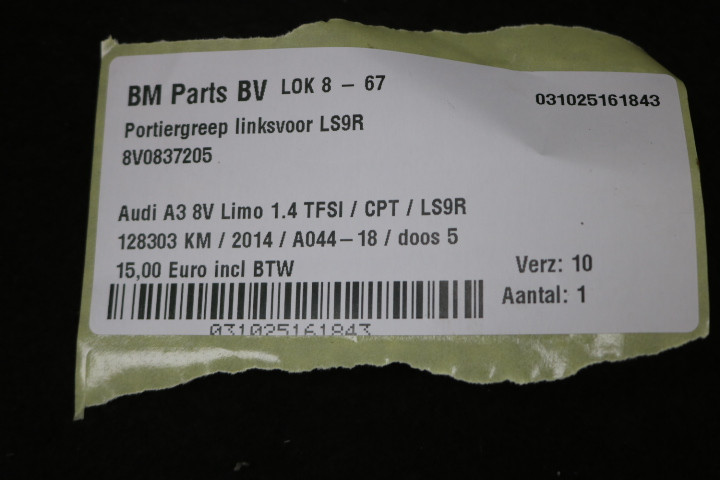 BM Parts BV LOK 8 – 67
031025161843
Portiergreep linksvoor LS9R
8V0837205
Audi A3 8V Limo 1.4 TFSI / CPT / LS9R
128303 KM / 2014 / A044–18 / doos 5
15,00 Euro incl BTW
Verz: 10
Aantal: 1
031025161843